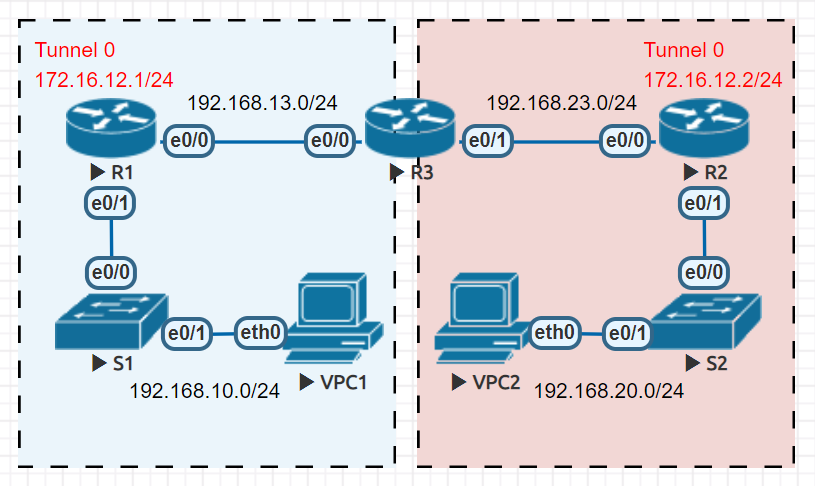 Tunnel 0
172.16.12.1/24
Tunnel 0
172.16.12.2/24
192.168.13.0/24
192.168.23.0/24
e0/0
e0/0
e0/1
e0/0
R1
R3
R2
e0/1
e0/1
e0/0
e0/0
e0/1
eth0
eth0
e0/1
S1
VPC1
VPC2
S2
192.168.10.0/24
192.168.20.0/24